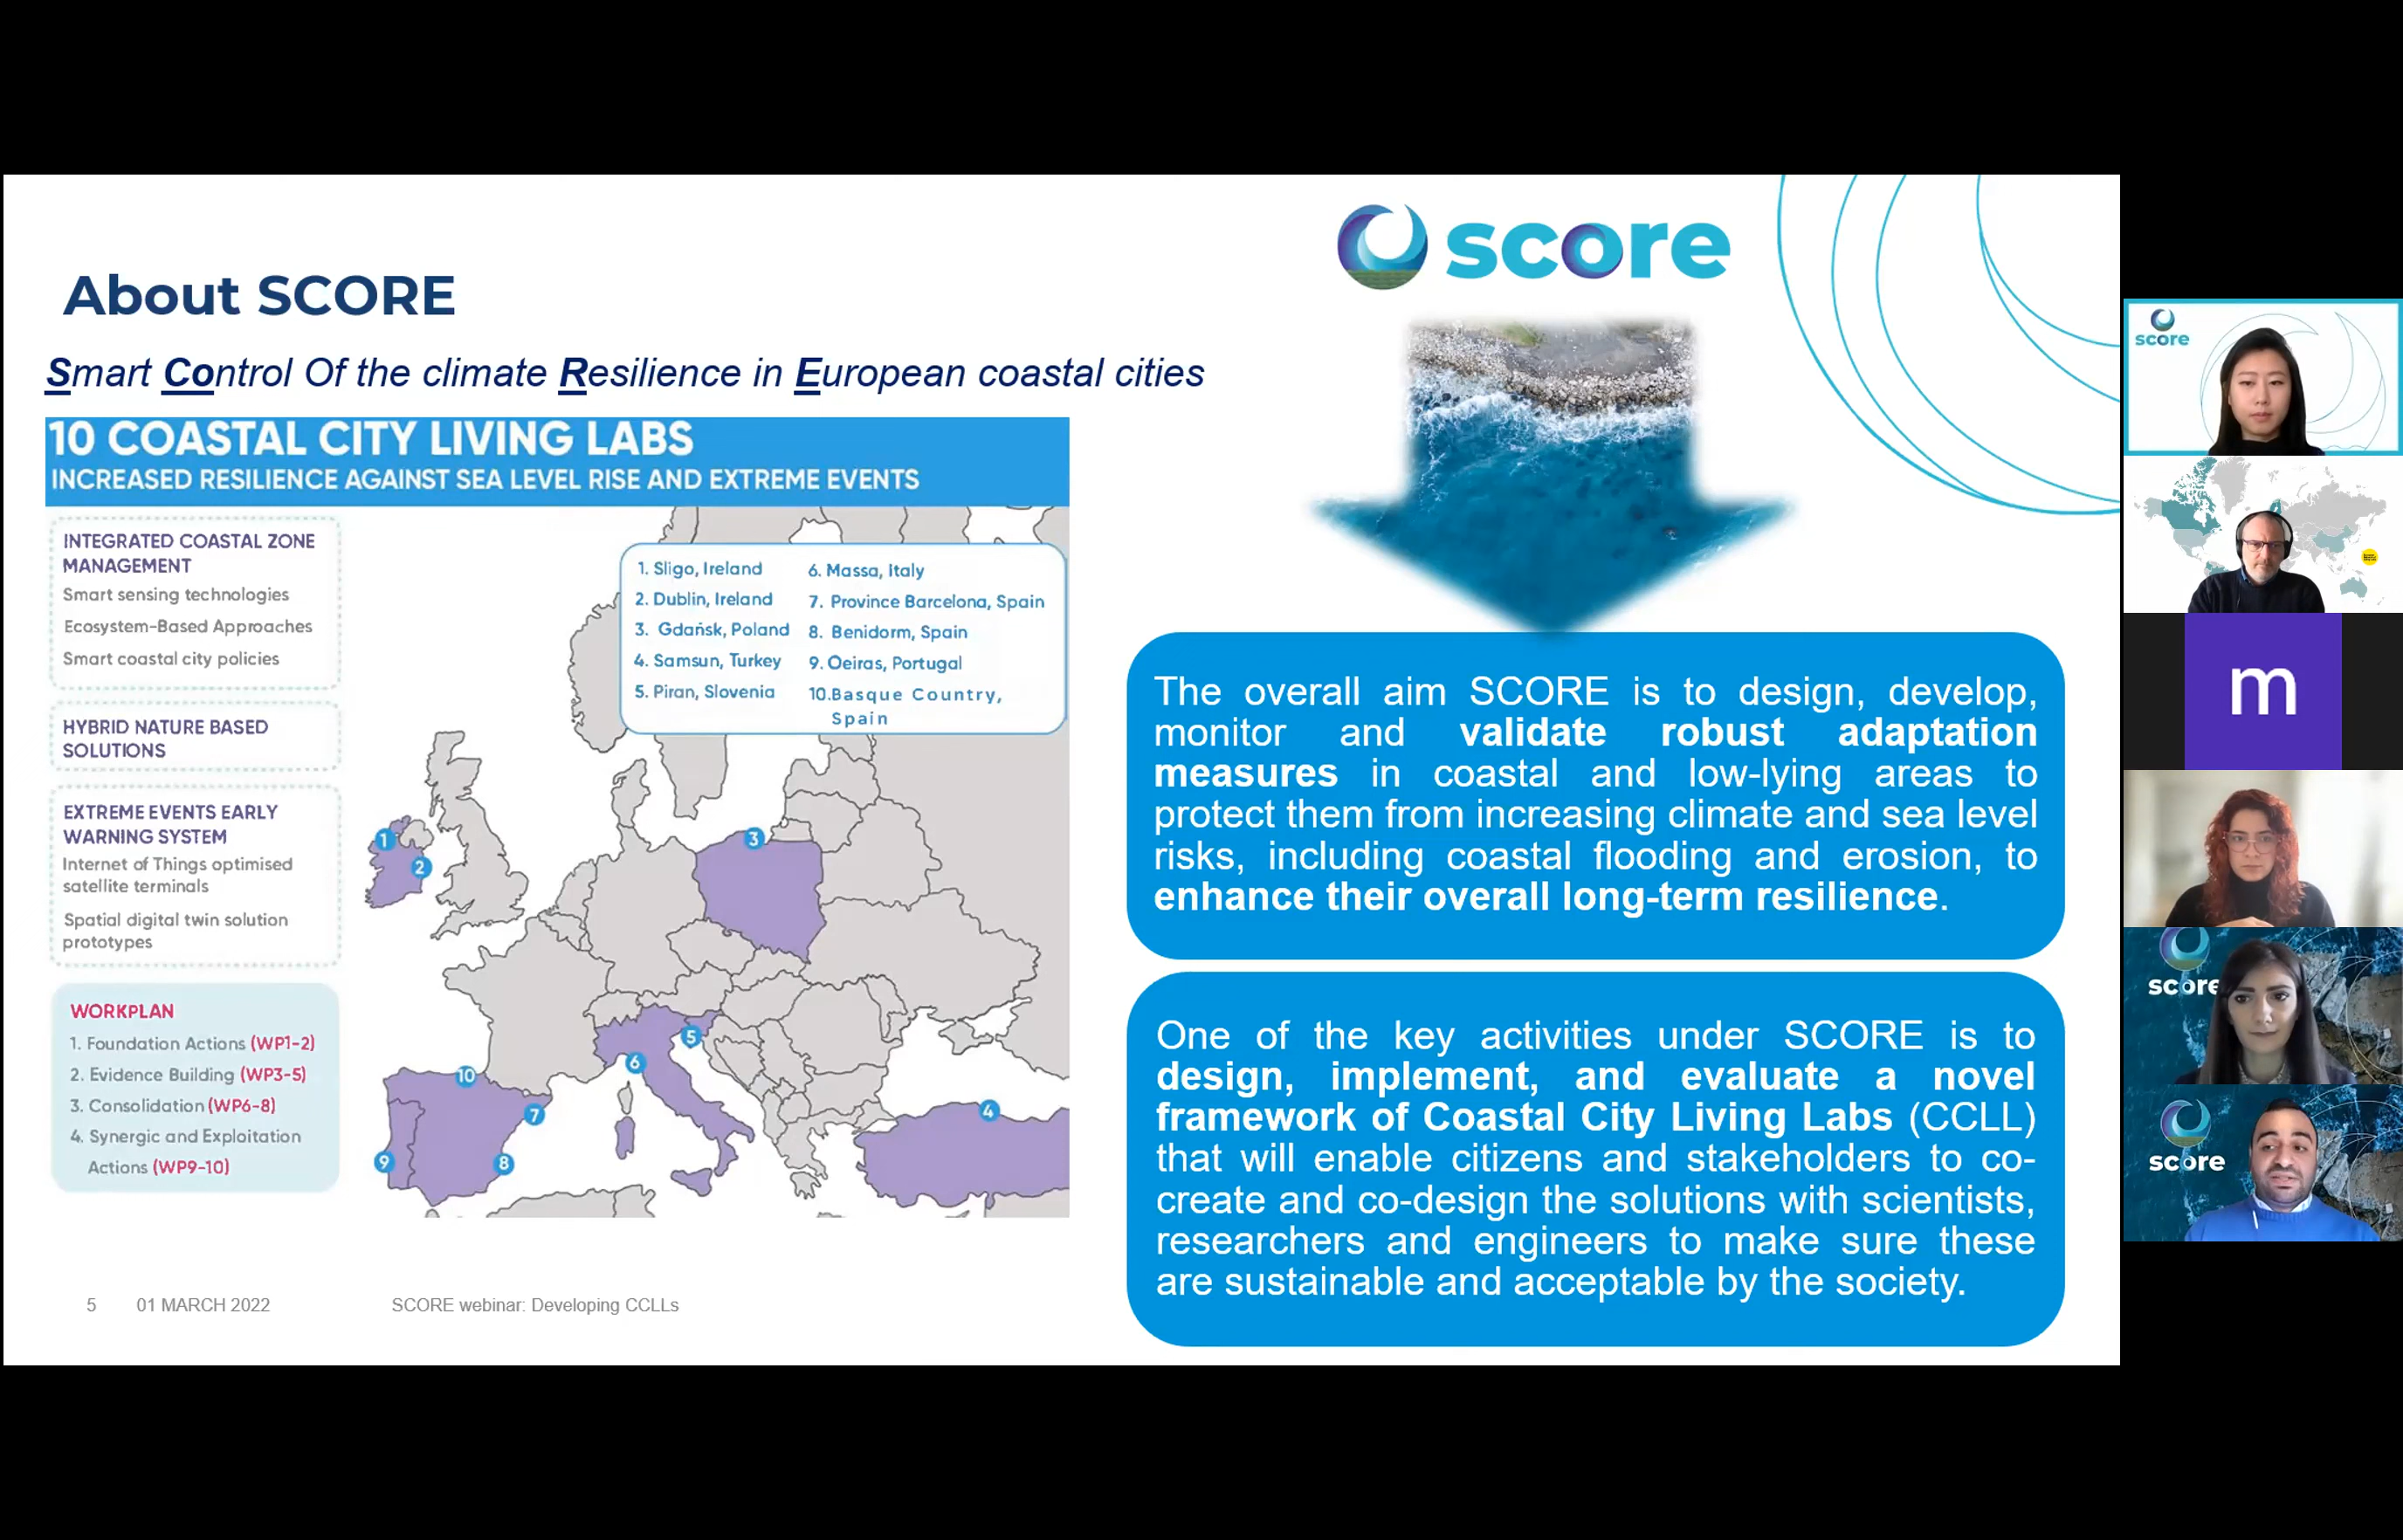 score
About SCORE
Smart Control Of the climate Resilience in European coastal cities
10 COASTAL CITY LIVING LABS
INCREASED RESILIENCE AGAINST SEA LEVEL RISE AND EXTREME EVENTS
INTEGRATED COASTAL ZONE
MANAGEMENT
Smart sensing technologies
Ecosystem-Based Approaches
Smart coastal city policies
HYBRID NATURE BASED
SOLUTIONS
EXTREME EVENTS EARLY
WARNING SYSTEM
Internet of Things optimised
satellite terminals
Spatial digital twin solution
prototypes
WORKPLAN
1. Foundation Actions (WP1-2)
2. Evidence Building (WP3-5)
3. Consolidation (WP6-8)
4. Synergic and Exploitation
Actions (WP9-10)
1. Sligo, Ireland
2. Dublin, Ireland
3. Gdańsk, Poland
4. Samsun, Turkey
5. Piran, Slovenia
6. Massa, Italy
7. Province Barcelona, Spain
8. Benidorm, Spain
9. Oeiras, Portugal
10.Basque Country,
Spain
1
2
3
5
6
10
7
4
9
8
The overall aim SCORE is to design, develop,
monitor and validate robust adaptation
measures in coastal and low-lying areas to
protect them from increasing climate and sea level
risks, including coastal flooding and erosion, to
enhance their overall long-term resilience.
One of the key activities under SCORE is to
design, implement, and evaluate a novel
framework of Coastal City Living Labs (CCLL)
that will enable citizens and stakeholders to co-
create and co-design the solutions with scientists,
researchers and engineers to make sure these
are sustainable and acceptable by the society.
5 01 MARCH 2022 SCORE webinar: Developing CCLLs
score
m
score
score